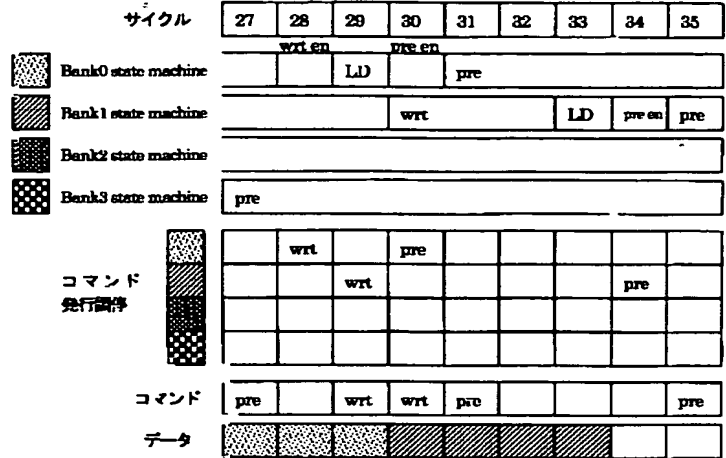 サイクル 27 28 29 30 31 32 33 34 35
wrt en pre en
Bank0 state machine LD pre
Bank1 state machine wrt LD pre en pre
Bank2 state machine
Bank3 state machine pre
wrt pre
コマンド wrt pre
発行調停
コマンド pre wrt wrt pre pre
データ